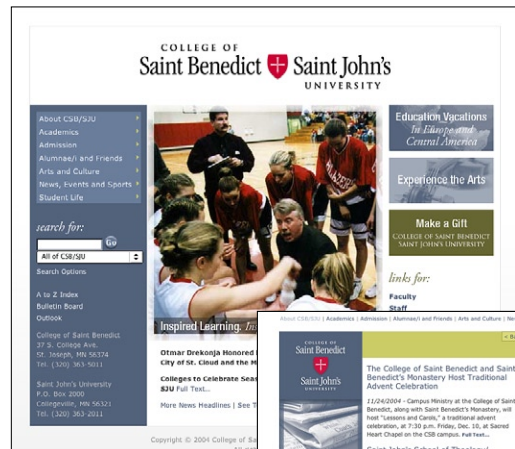 COLLEGE OF
Saint Benedict Saint John's
UNIVERSITY
About CSB/SJU
Academics
Admission
Alumnae/i and Friends
Arts and Culture
News, Events and Sports
Student Life
search for:
Go
All of CSB/SJU
Search Options
A to Z Index
Bulletin Board
Outlook
College of Saint Benedict
37 S. College Ave.
St. Joseph, MN 56374
Tel. (320) 363-5011
Saint John's University
P.O. Box 2000
Collegeville, MN 56321
Tel. (320) 363-2011
Inspired Learning.
Otmar Drekonja Honored
City of St. Cloud and the M
Colleges to Celebrate Seas
SJU Full Text...
More News Headlines | See T
Education Vacations
In Europe and
Central America
Experience the Arts
Make a Gift
COLLEGE OF SAINT BENEDICT
SAINT JOHN'S UNIVERSITY
links for:
Faculty
Staff
Copyright © 2004 College of Sa
About CSB/SJU | Academics | Admission | Alumnae/i and Friends | Arts and Culture | Ne
COLLEGE OF
Saint Benedict
Saint John's
UNIVERSITY
The College of Saint Benedict and Saint
Benedict's Monastery Host Traditional
Advent Celebration
11/24/2004 - Campus Ministry at the College of Saint
Benedict, along with Saint Benedict's Monastery, will
host "Lessons and Carols," a traditional advent
celebration, at 7:30 p.m. Friday, Dec. 10, at Sacred
Heart Chapel on the CSB campus. Full Text...